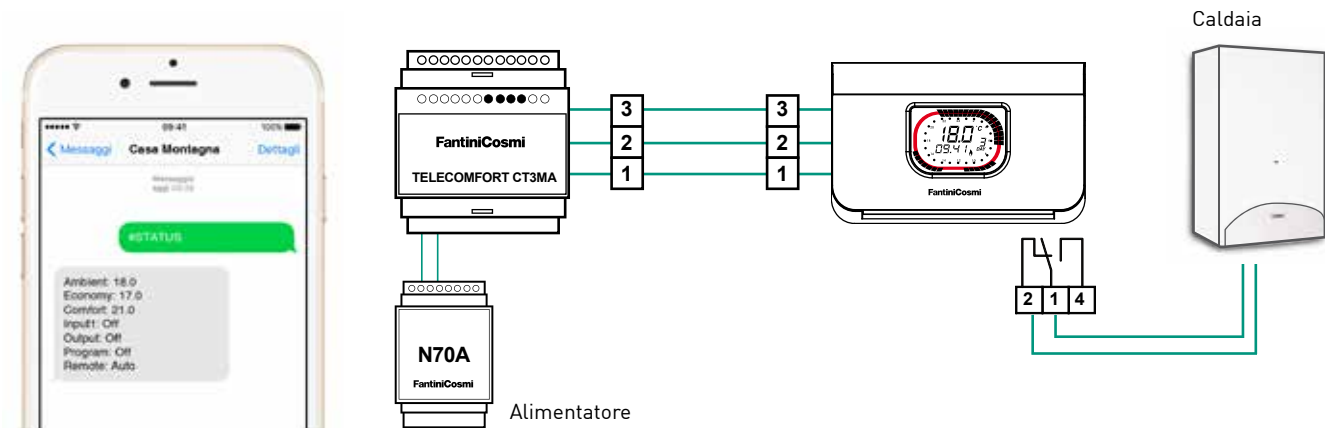 09:41
100%
Messaggi
Casa Montagna
Dettagli
#STATUS
Ambient: 18.0
Economy: 17.0
Comfort: 21.0
Input1: Off
Output: Off
Program: Off
Remote: Auto
FantiniCosmi
TELECOMFORT CT3MA
3
2
1
3
2
1
N70A
FantiniCosmi
Alimentatore
18.0 °C
09.41
3
FantiniCosmi
2 1 4
Caldaia